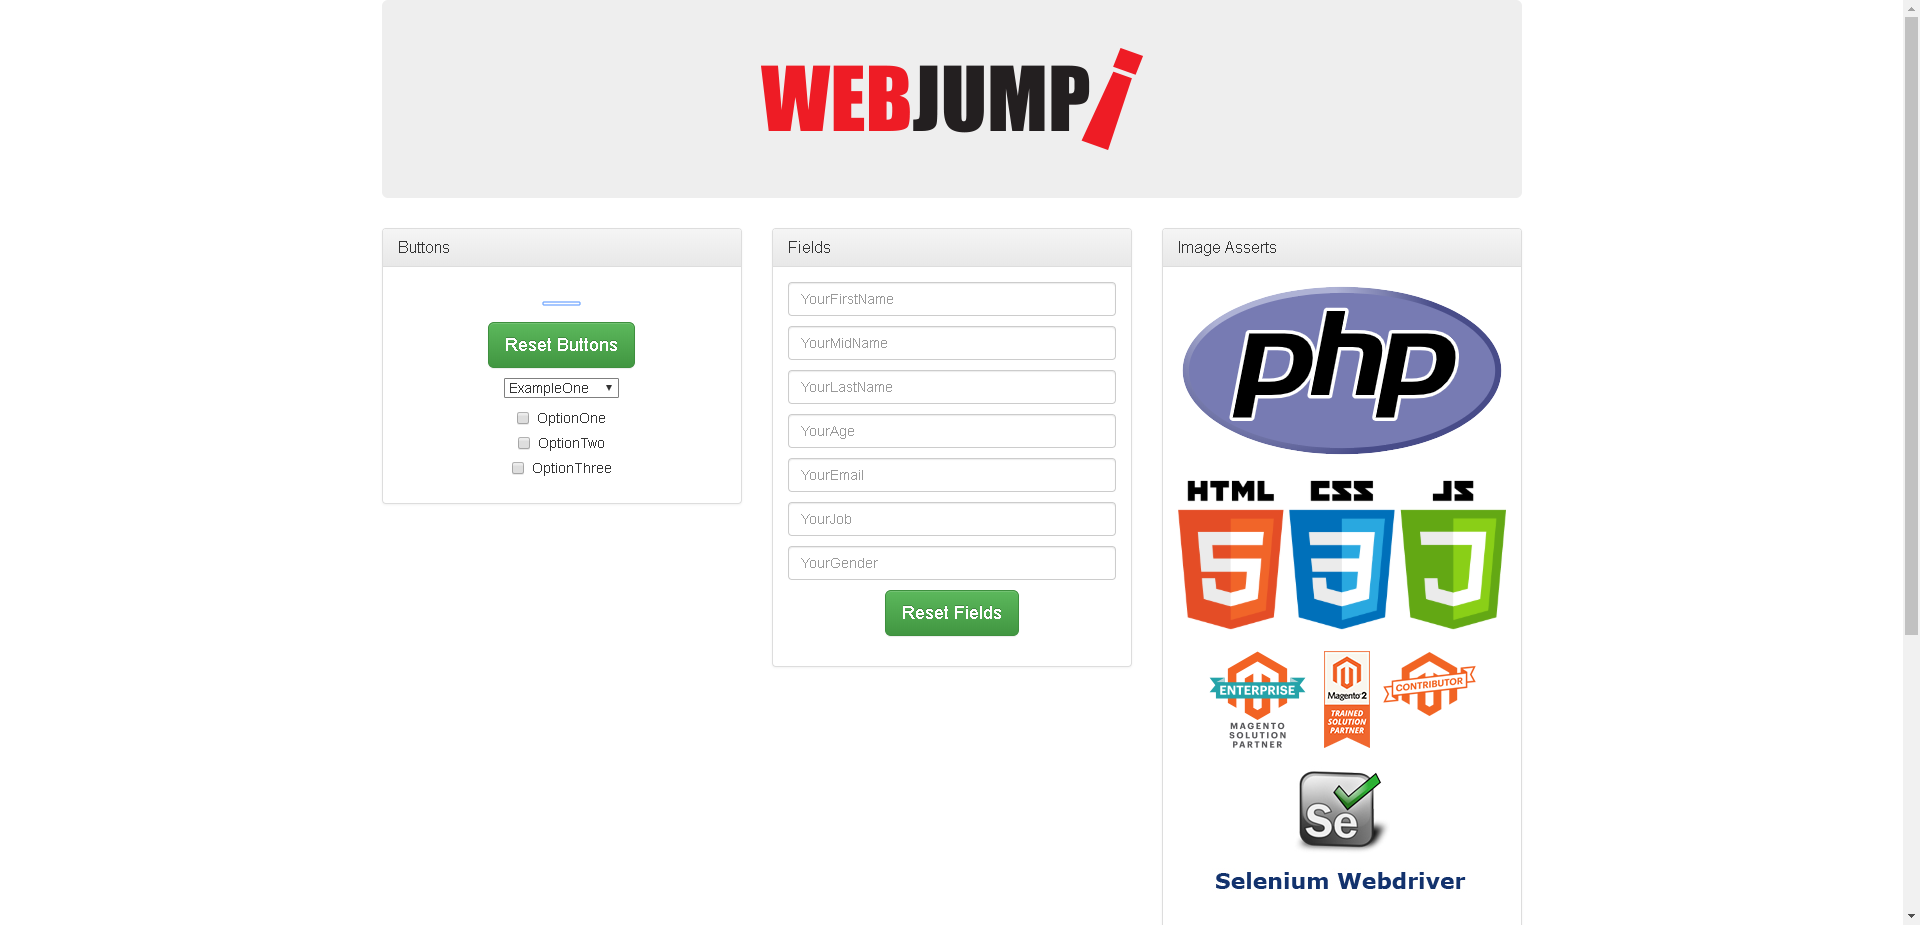 WEBJUMP!
Buttons
Reset Buttons
ExampleOne
OptionOne
OptionTwo
OptionThree
Fields
YourFirstName
YourMidName
YourLastName
YourAge
YourEmail
YourJob
YourGender
Reset Fields
Image Asserts
php
HTML CSS JS
5 3 J
ENTERPRISE
MAGENTO
SOLUTION
PARTNER
Magento 2
TRAINED
SOLUTION
PARTNER
CONTRIBUTOR
Se
Selenium Webdriver